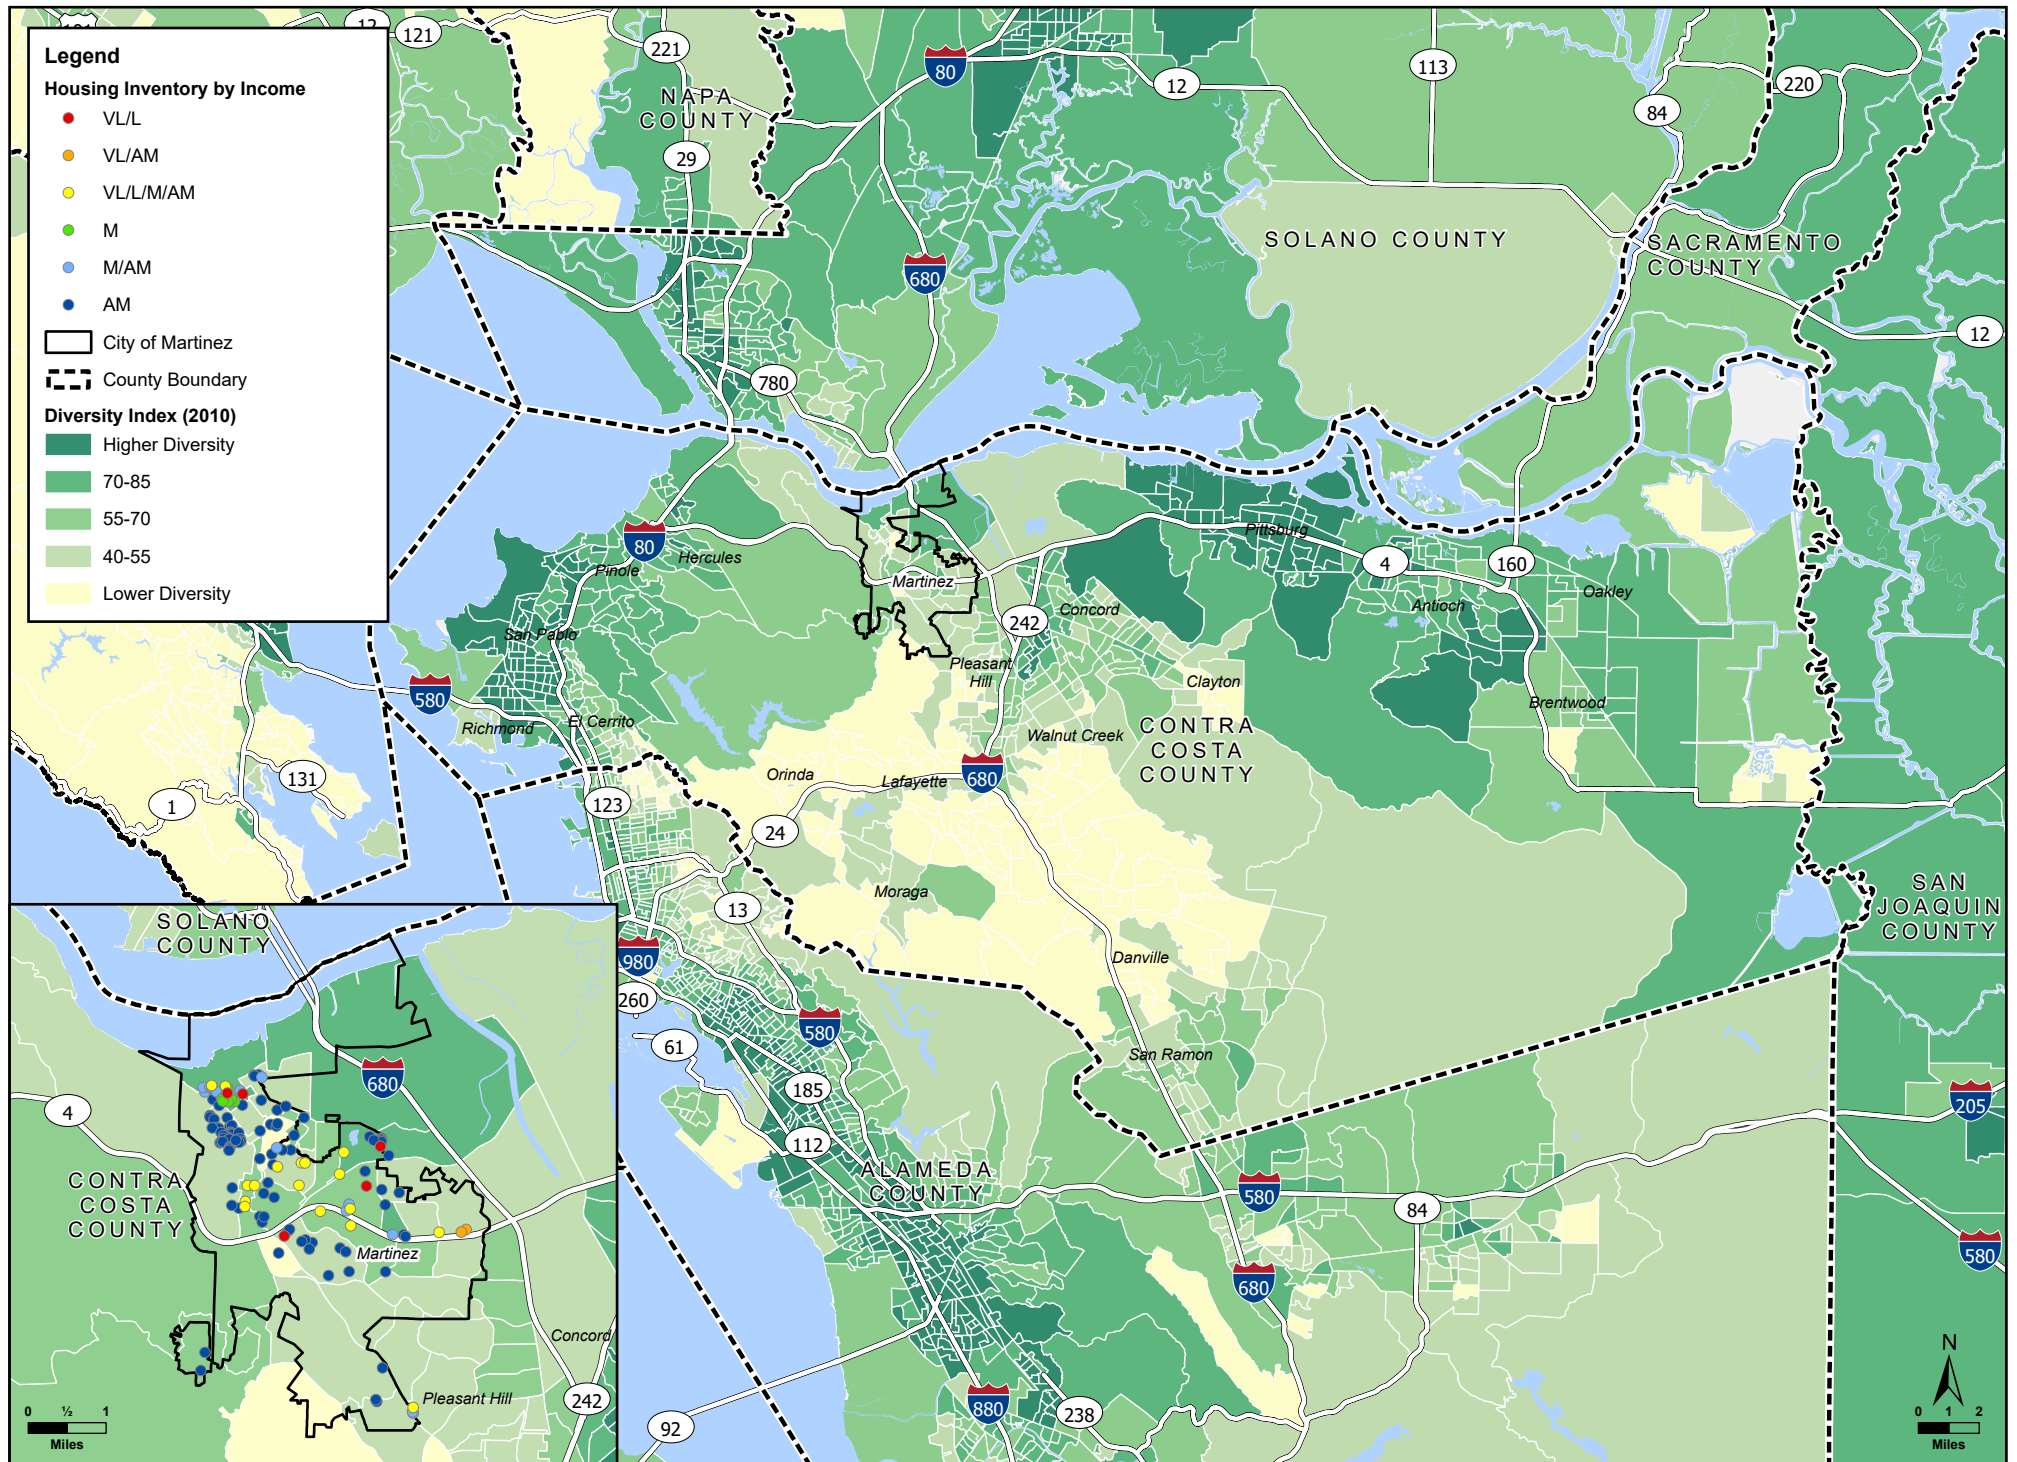 Legend
Housing Inventory by Income
VL/L
VL/AM
VL/L/M/AM
M
M/AM
AM
City of Martinez
County Boundary
Diversity Index (2010)
Higher Diversity
70-85
55-70
40-55
Lower Diversity
12
121
221
80
12
113
84
220
NAPA
COUNTY
29
680
SOLANO COUNTY
SACRAMENTO
COUNTY
12
780
80
Hercules
Pinole
Martinez
Pittsburg
4
160
Antioch
Oakley
Concord
242
San Pablo
Pleasant
Hill
Clayton
580
Richmond
El Cerrito
Brentwood
Walnut Creek
CONTRA
COSTA
COUNTY
131
1
Orinda
Lafayette
680
123
24
Moraga
13
SAN
JOAQUIN
COUNTY
980
Danville
260
580
61
San Ramon
185
205
112
ALAMEDA
COUNTY
580
84
580
680
880
238
92
N
0 1 2
Miles
SOLANO
COUNTY
680
4
CONTRA
COSTA
COUNTY
Martinez
Concord
Pleasant Hill
242
0 ½ 1
Miles